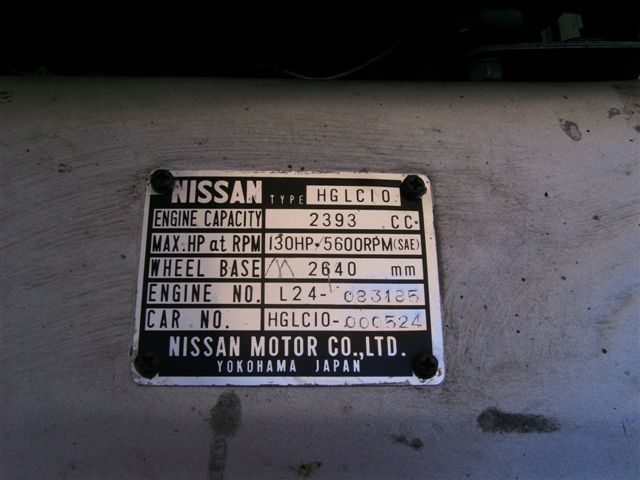 NISSAN TYPE HGLC10
ENGINE CAPACITY 2393 CC.
MAX. HP at RPM 130HP/5600RPM (SAE)
WHEEL BASE 2640 mm
ENGINE NO. L24-083185
CAR NO. HGLC10-000524
NISSAN MOTOR CO., LTD.
YOKOHAMA JAPAN